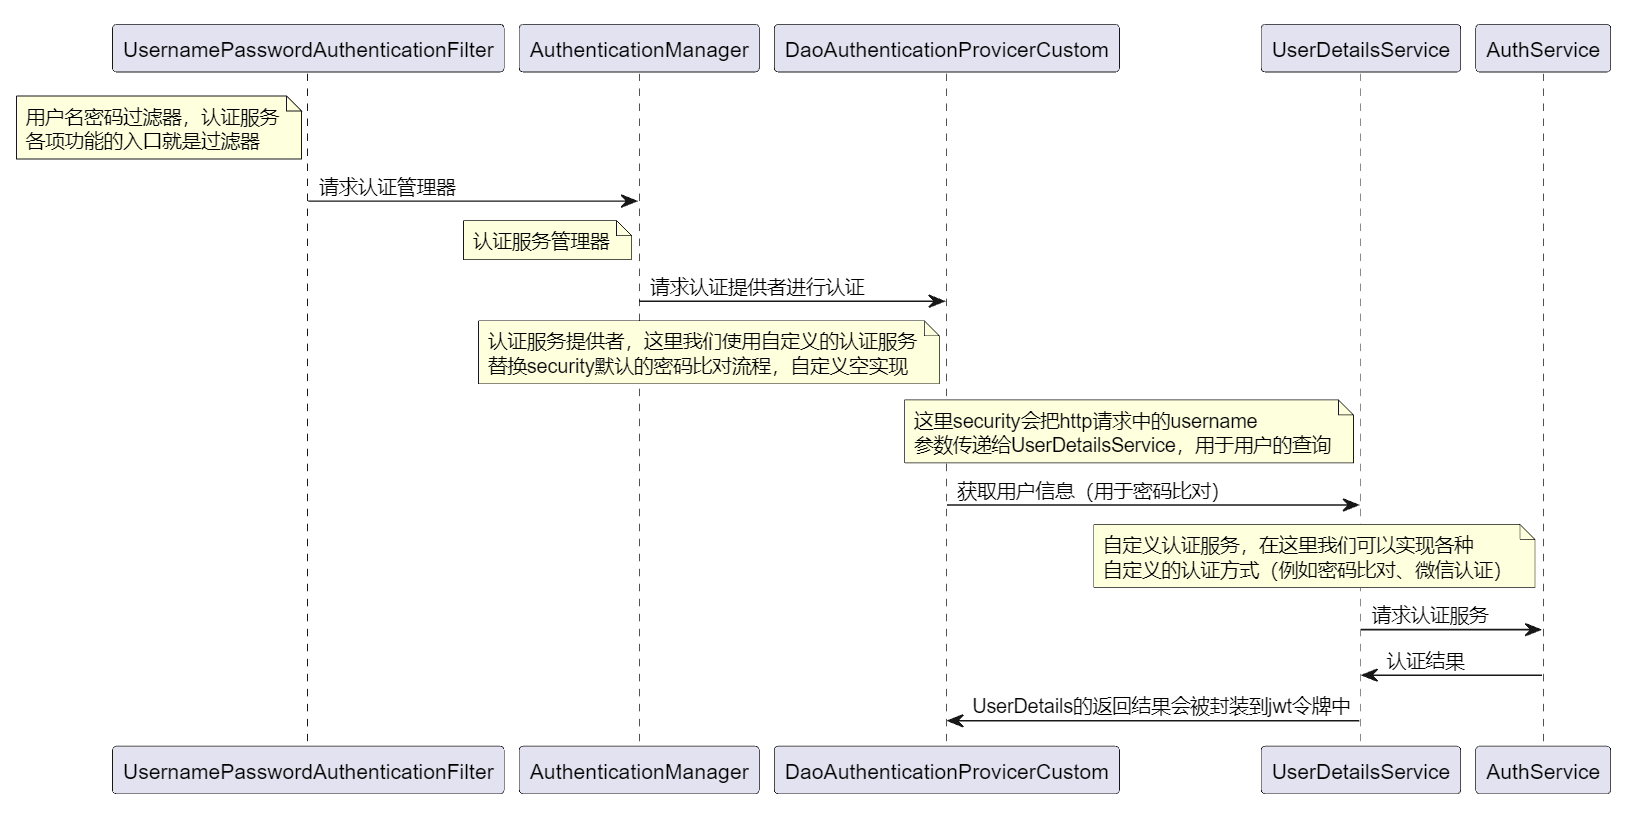 UsernamePasswordAuthenticationFilter
AuthenticationManager
DaoAuthenticationProvicerCustom
UserDetailsService
AuthService
用户名密码过滤器，认证服务
各项功能的入口就是过滤器
请求认证管理器
认证服务管理器
请求认证提供者进行认证
认证服务提供者，这里我们使用自定义的认证服务
替换security默认的密码比对流程，自定义空实现
这里security会把http请求中的username
参数传递给UserDetailsService，用于用户的查询
获取用户信息（用于密码比对）
自定义认证服务，在这里我们可以实现各种
自定义的认证方式（例如密码比对、微信认证）
请求认证服务
认证结果
UserDetails的返回结果会被封装到jwt令牌中
UsernamePasswordAuthenticationFilter
AuthenticationManager
DaoAuthenticationProvicerCustom
UserDetailsService
AuthService